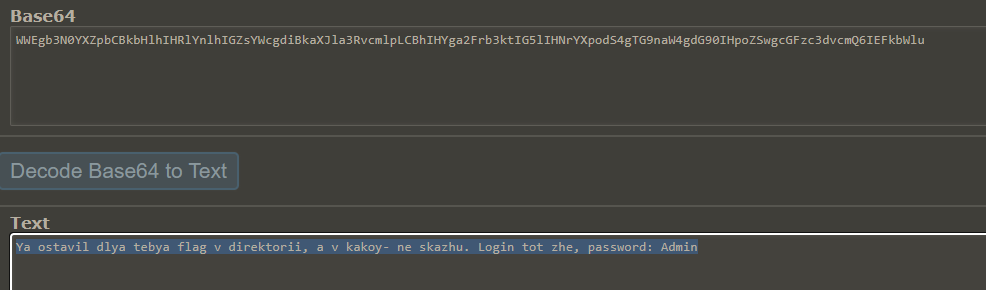 Base64
WWEgb3N0YXZpbCBkbHlhIHRlYnlhIGZsYWcgdiBkaXJla3RvcmlpLCBhIHYga2Frb3ktIG5lIHNrYXpodS4gTG9naW4gdG90IHpoZSwgcGFzc3dvcmQ6IEFkbWlu
Decode Base64 to Text
Text
Ya ostavil dlya tebya flag v direktorii, a v kakoy- ne skazhu. Login tot zhe, password: Admin